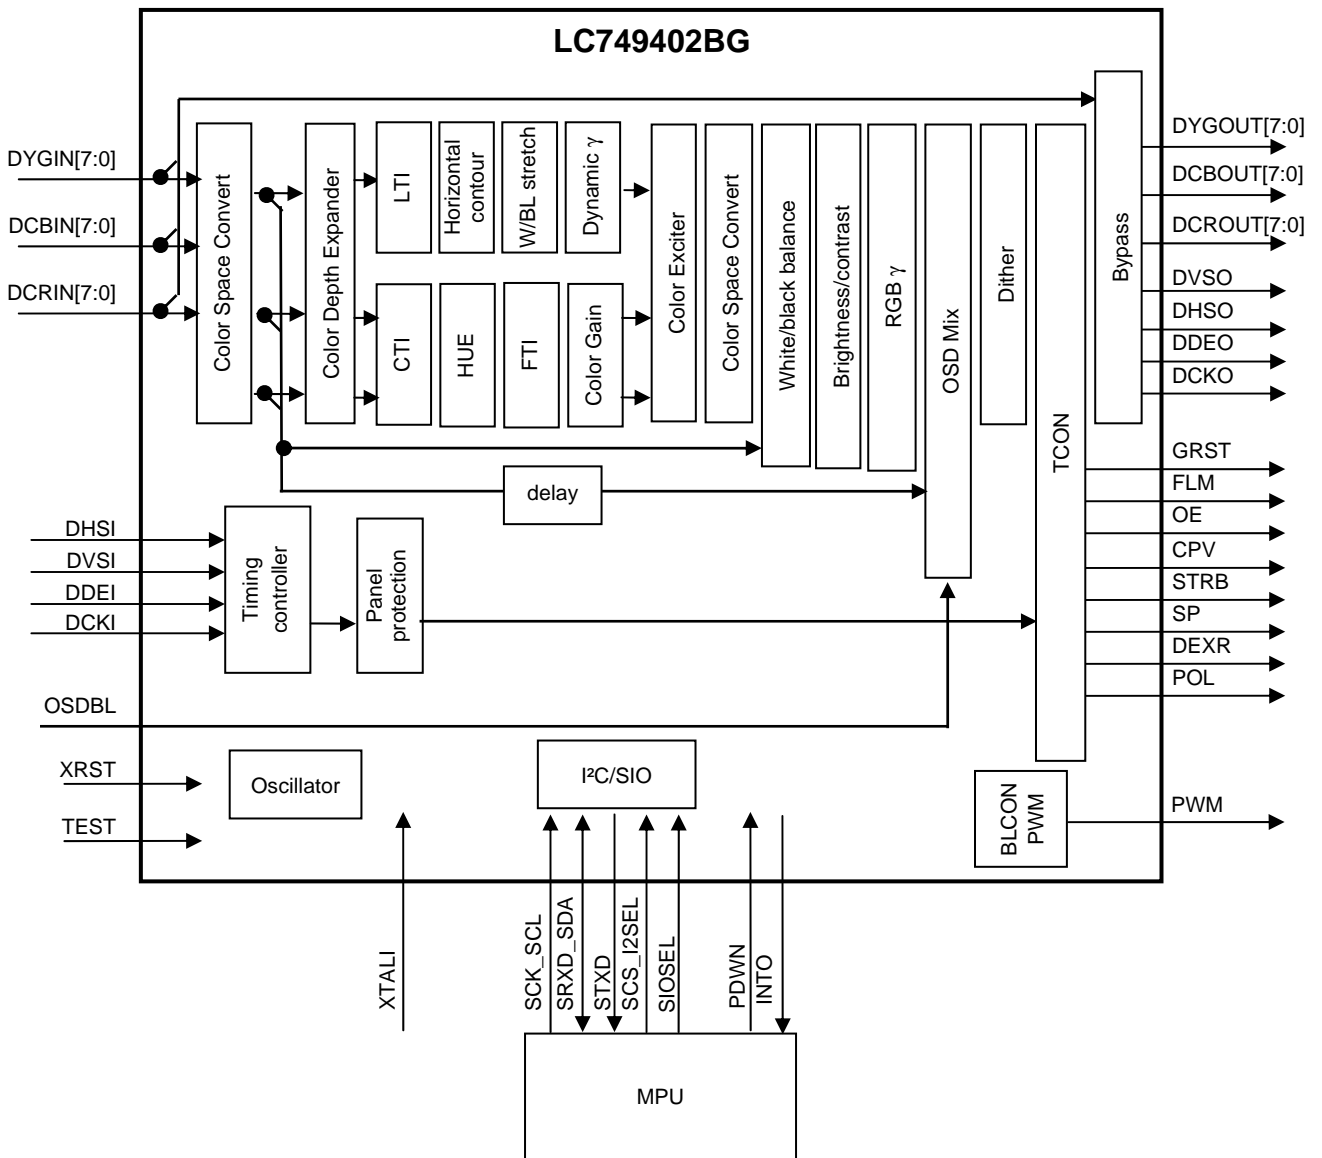 LC749402BG
DYGIN[7:0]
DCBIN[7:0]
DCRIN[7:0]
Color Space Convert
Color Depth Expander
LTI
Horizontal
contour
W/BL stretch
Dynamic γ
CTI
HUE
FTI
Color Gain
Color Exciter
Color Space Convert
White/black balance
Brightness/contrast
RGB γ
OSD Mix
Dither
TCON
Bypass
DYGOUT[7:0]
DCBOUT[7:0]
DCROUT[7:0]
DVSO
DHSO
DDEO
DCKO
delay
DHSI
DVSI
DDEI
DCKI
Timing
controller
Panel
protection
GRST
FLM
OE
CPV
STRB
SP
DEXR
POL
OSDBL
XRST
TEST
Oscillator
I²C/SIO
BLCON
PWM
PWM
XTALI
SCK_SCL
SRXD_SDA
STXD
SCS_I2SEL
SIOSEL
PDWN
INTO
MPU